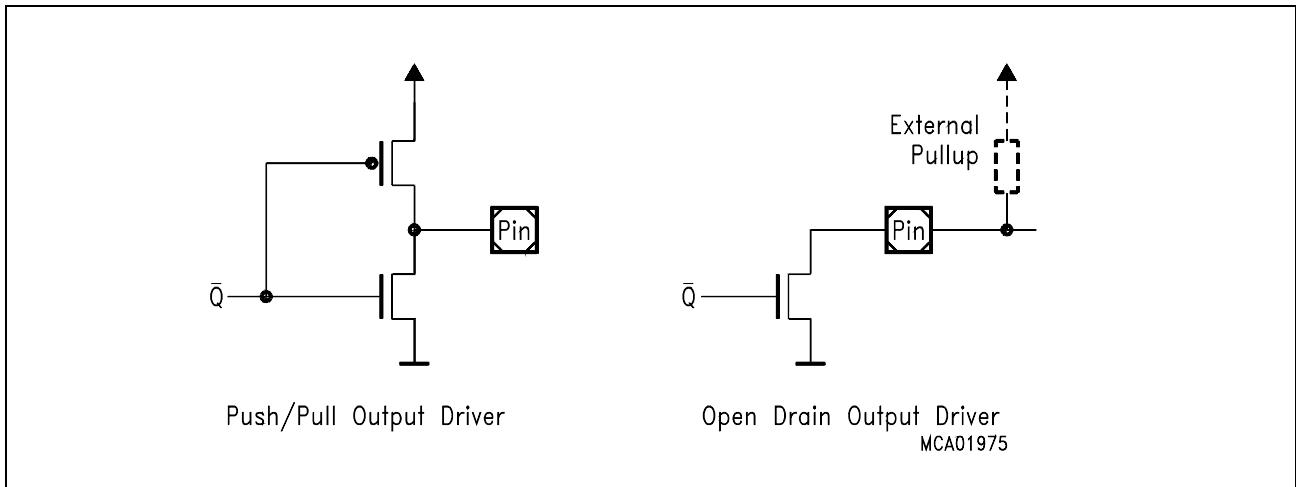 External
Pullup
Pin
Pin
Q̅
Q̅
Push/Pull Output Driver
Open Drain Output Driver
MCA01975